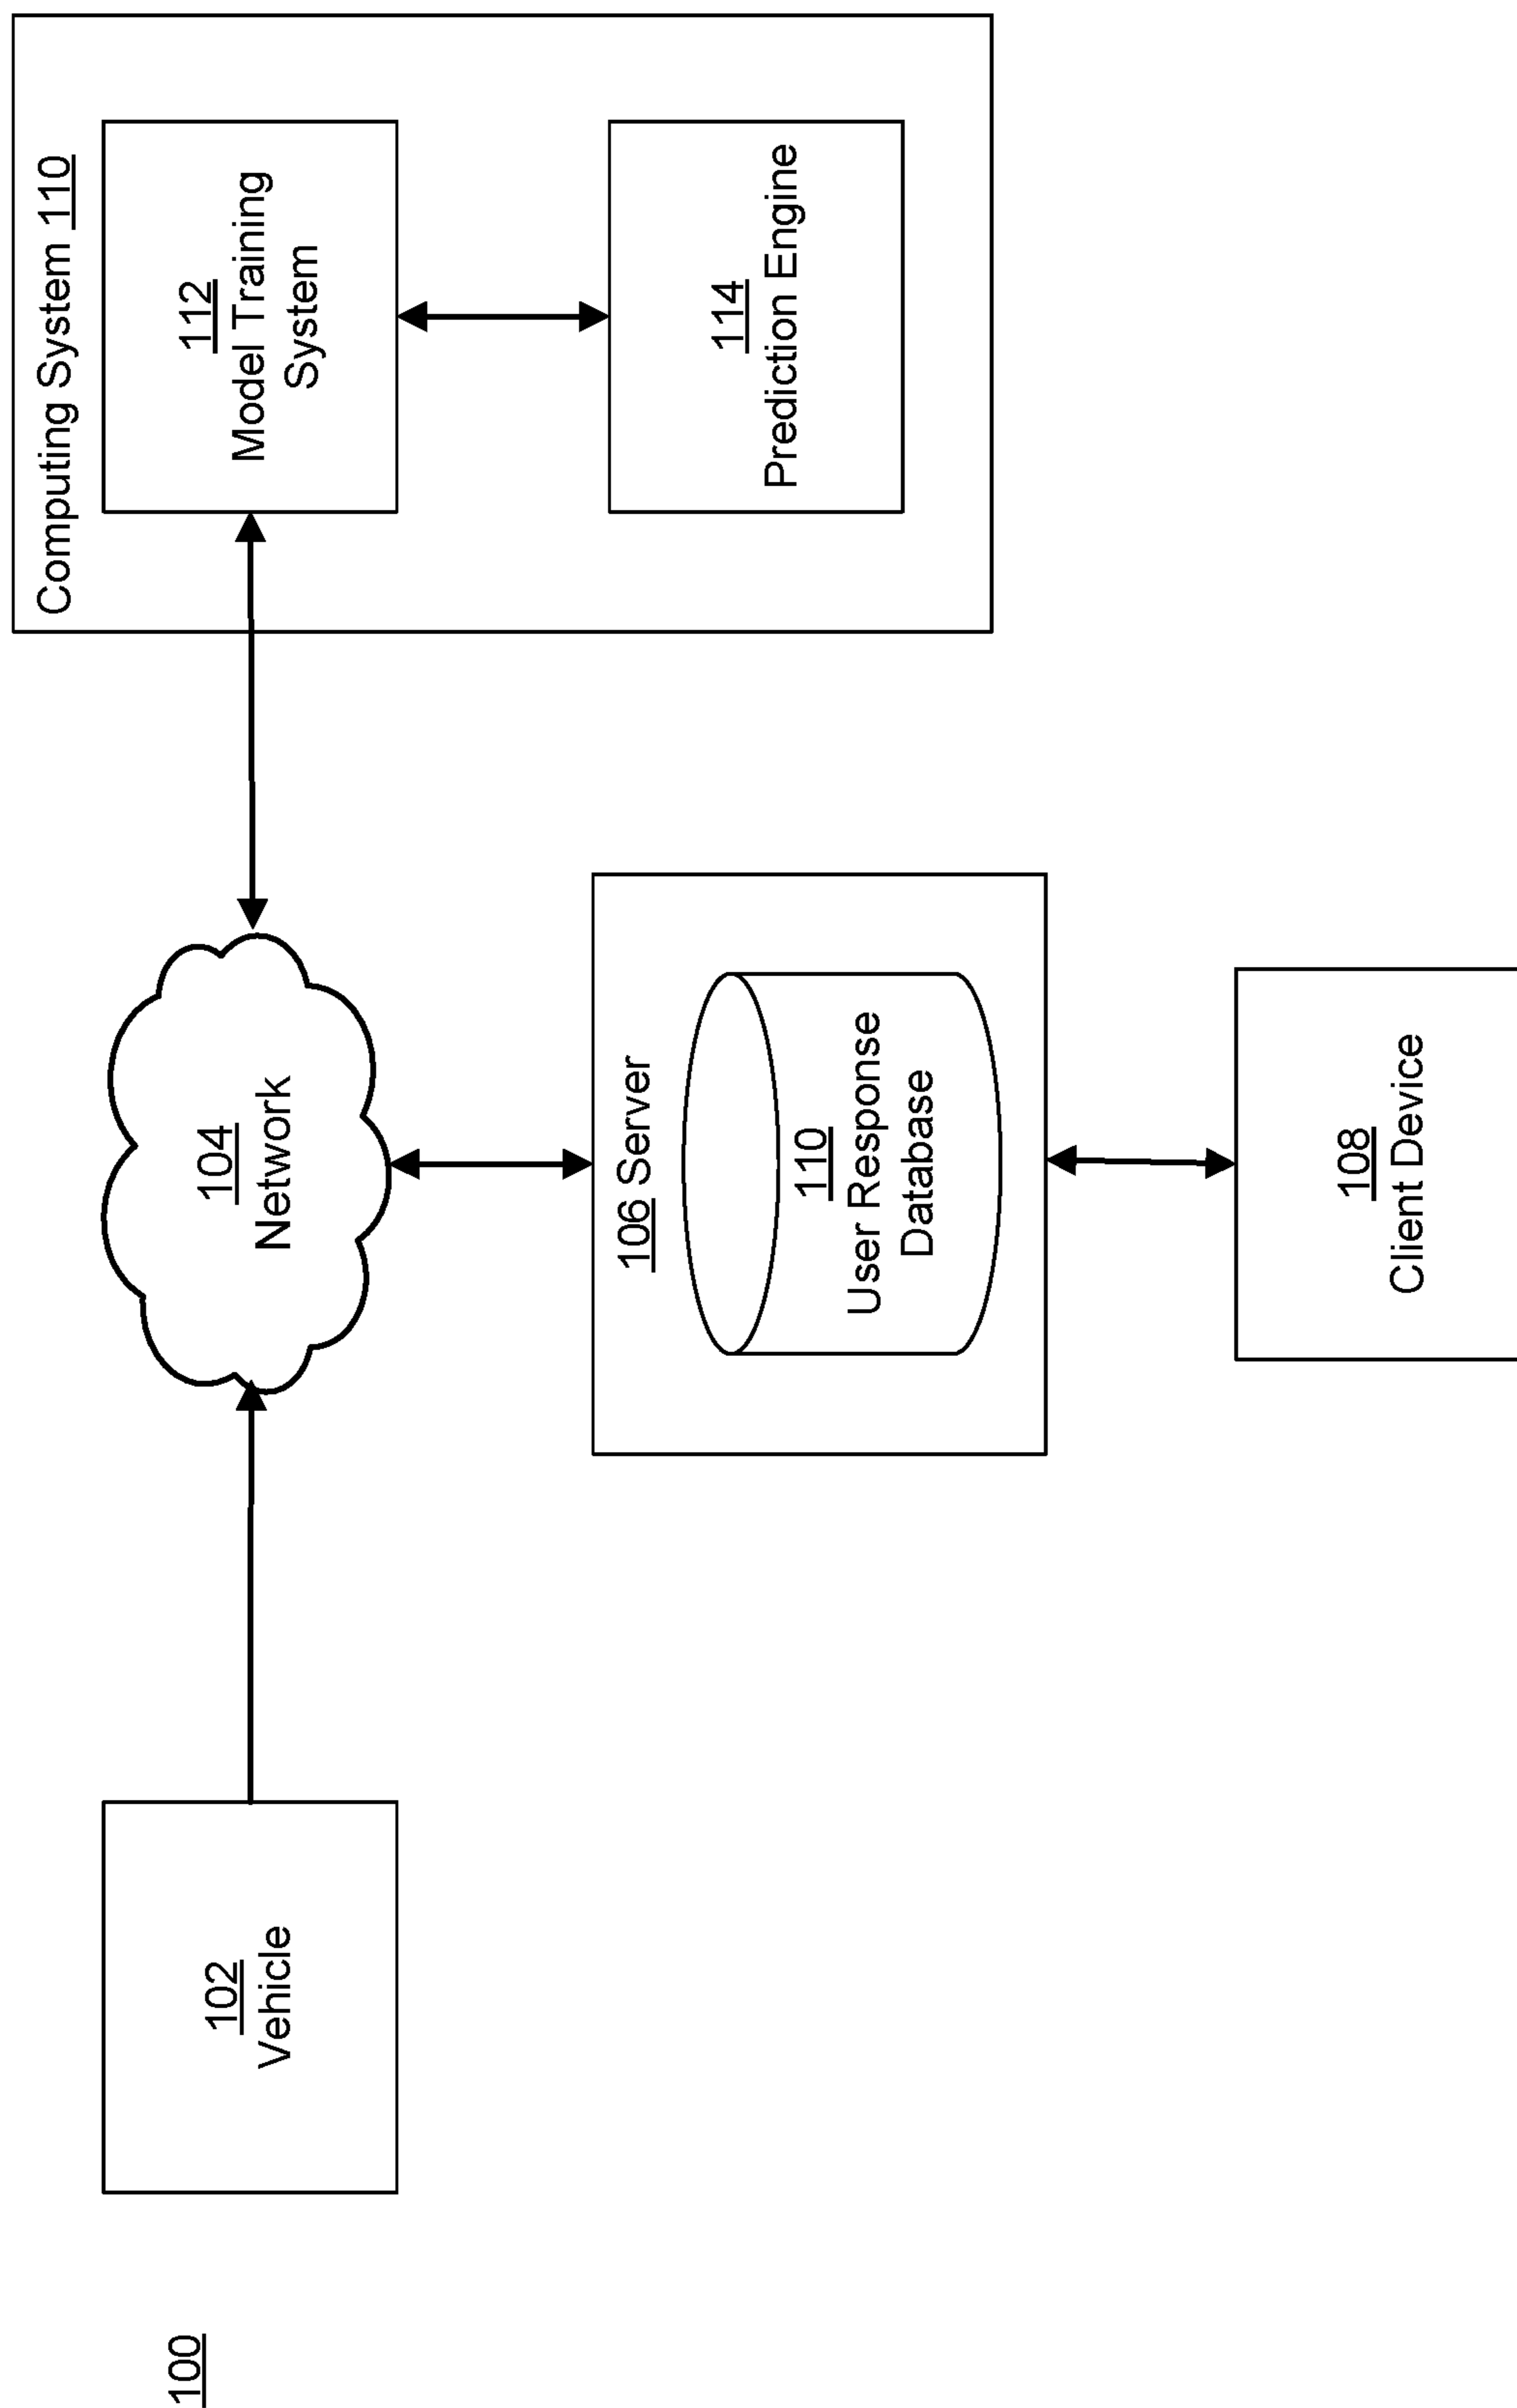 100
102
Vehicle
104
Network
Computing System 110
112
Model Training
System
114
Prediction Engine
106 Server
110
User Response
Database
108
Client Device